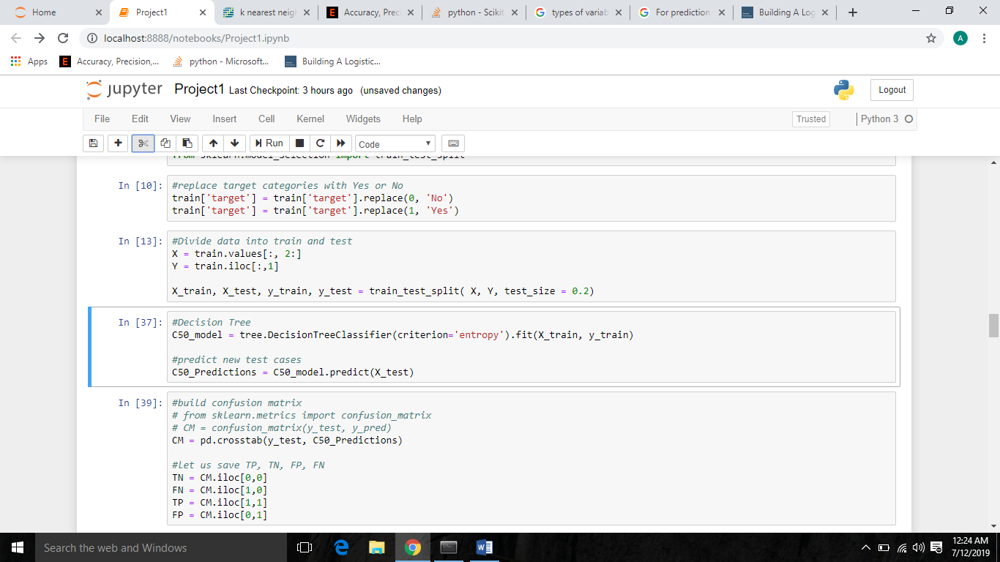 Home
Project1
k nearest neigh
Accuracy, Prec
python - Scikit
types of variab
For prediction
Building A Log
localhost:8888/notebooks/Project1.ipynb
A
Apps
Accuracy, Precision,...
python - Microsoft...
Building A Logistic...
jupyter Project1 Last Checkpoint: 3 hours ago (unsaved changes)
Logout
File Edit View Insert Cell Kernel Widgets Help
Trusted
Python 3
Run
Code
from sklearn.model_selection import train_test_split
In [10]:
#replace target categories with Yes or No
train['target'] = train['target'].replace(0, 'No')
train['target'] = train['target'].replace(1, 'Yes')
In [13]:
#Divide data into train and test
X = train.values[:, 2:]
Y = train.iloc[:,1]
X_train, X_test, y_train, y_test = train_test_split( X, Y, test_size = 0.2)
In [37]:
#Decision Tree
C50_model = tree.DecisionTreeClassifier(criterion='entropy').fit(X_train, y_train)
#predict new test cases
C50_Predictions = C50_model.predict(X_test)
In [39]:
#build confusion matrix
# from sklearn.metrics import confusion_matrix
# CM = confusion_matrix(y_test, y_pred)
CM = pd.crosstab(y_test, C50_Predictions)
#let us save TP, TN, FP, FN
TN = CM.iloc[0,0]
FN = CM.iloc[1,0]
TP = CM.iloc[1,1]
FP = CM.iloc[0,1]
Search the web and Windows
12:24 AM
7/12/2019